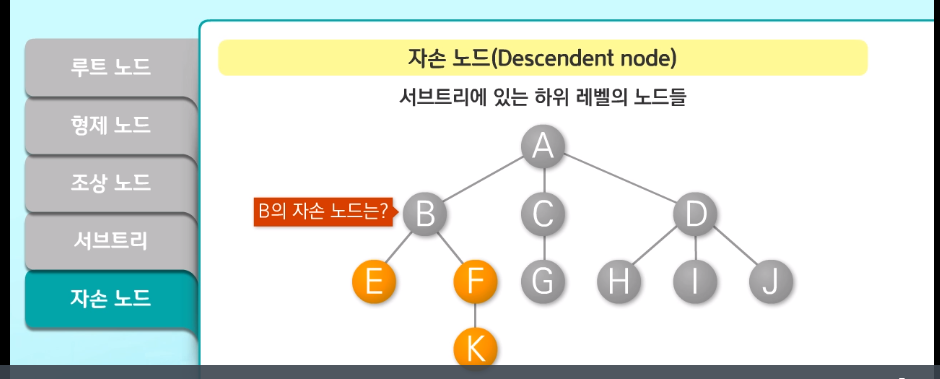 루트 노드
형제 노드
조상 노드
서브트리
자손 노드
자손 노드(Descendent node)
서브트리에 있는 하위 레벨의 노드들
A
B의 자손 노드는?
B
C
D
E
F
G
H
I
J
K